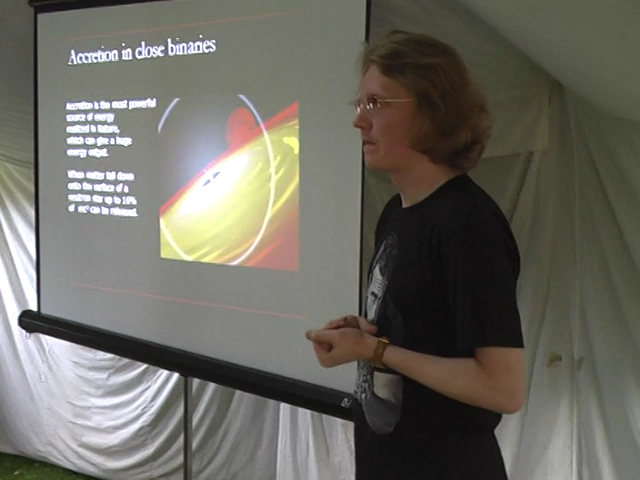 Accretion in close binaries
Accretion is the most powerful
source of energy
realized in Nature,
which can give a huge
energy output.
When matter fall down
onto the surface of a
neutron star up to 10%
of mc² can be released.